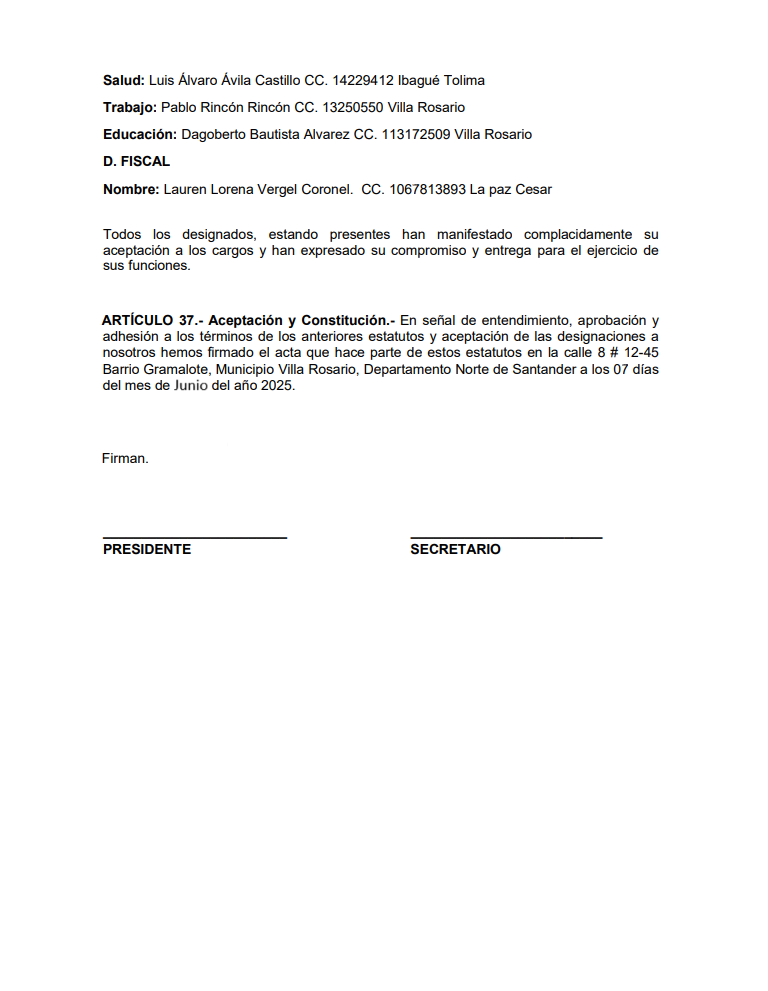 Salud: Luis Álvaro Ávila Castillo CC. 14229412 Ibagué Tolima
Trabajo: Pablo Rincón Rincón CC. 13250550 Villa Rosario
Educación: Dagoberto Bautista Alvarez CC. 113172509 Villa Rosario
D. FISCAL
Nombre: Lauren Lorena Vergel Coronel.  CC. 1067813893 La paz Cesar
Todos los designados, estando presentes han manifestado complacidamente su
aceptación a los cargos y han expresado su compromiso y entrega para el ejercicio de
sus funciones.
ARTÍCULO 37.- Aceptación y Constitución.- En señal de entendimiento, aprobación y
adhesión a los términos de los anteriores estatutos y aceptación de las designaciones a
nosotros hemos firmado el acta que hace parte de estos estatutos en la calle 8 # 12-45
Barrio Gramalote, Municipio Villa Rosario, Departamento Norte de Santander a los 07 días
del mes de Junio del año 2025.
Firman.
PRESIDENTE SECRETARIO